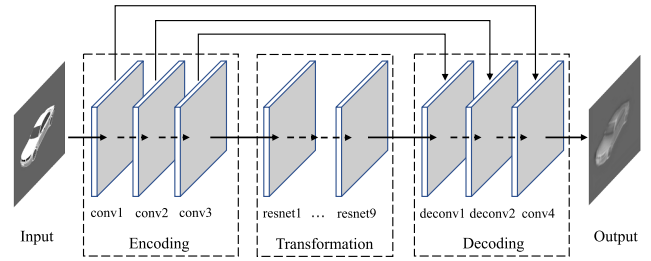 conv1 conv2 conv3 resnet1 ... resnet9 deconv1 deconv2 conv4
Input Encoding Transformation Decoding Output